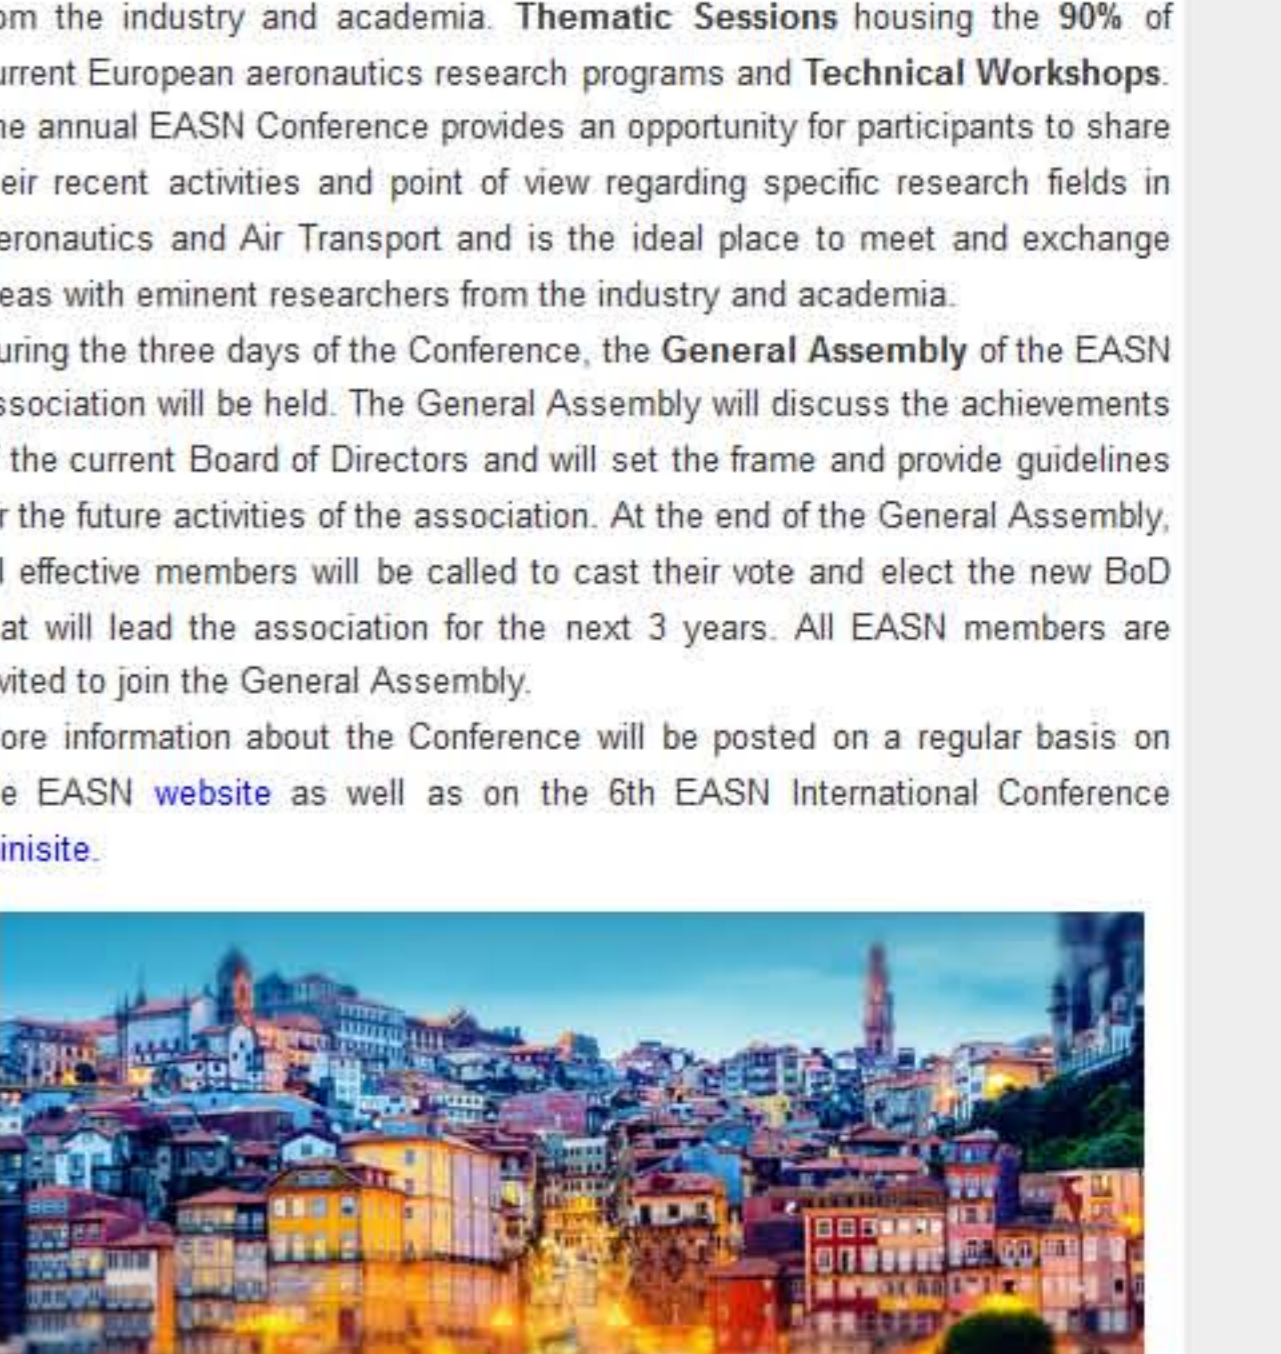 om the industry and academia. Thematic Sessions housing the 90% of
urrent European aeronautics research programs and Technical Workshops.
he annual EASN Conference provides an opportunity for participants to share
eir recent activities and point of view regarding specific research fields in
eronautics and Air Transport and is the ideal place to meet and exchange
eas with eminent researchers from the industry and academia.
uring the three days of the Conference, the General Assembly of the EASN
ssociation will be held. The General Assembly will discuss the achievements
the current Board of Directors and will set the frame and provide guidelines
r the future activities of the association. At the end of the General Assembly,
l effective members will be called to cast their vote and elect the new BoD
at will lead the association for the next 3 years. All EASN members are
vited to join the General Assembly.
ore information about the Conference will be posted on a regular basis on
e EASN website as well as on the 6th EASN International Conference
inisite.